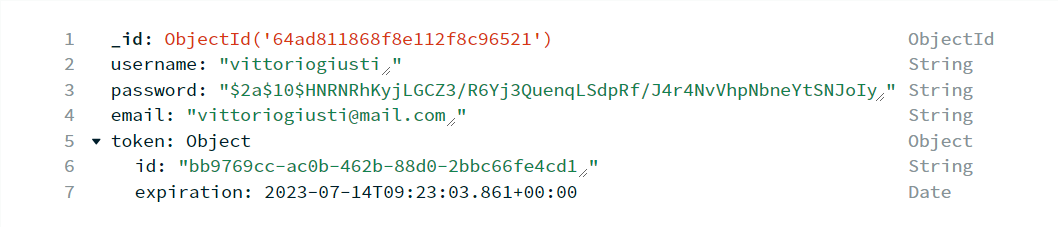 1 _id: ObjectId('64ad811868f8e112f8c96521') ObjectId
2 username: "vittoriogiusti" String
3 password: "$2a$10$HNRNRhKyjLGCZ3/R6Yj3QuenqLSdpRf/J4r4NvVhpNbneYtSNJoIy" String
4 email: "vittoriogiusti@mail.com" String
5 token: Object Object
6 id: "bb9769cc-ac0b-462b-88d0-2bbc66fe4cd1" String
7 expiration: 2023-07-14T09:23:03.861+00:00 Date